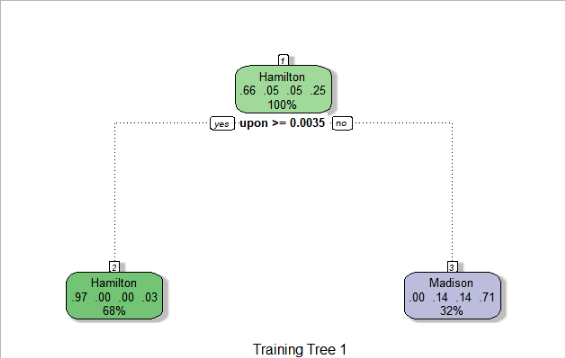 1
Hamilton
.66 .05 .05 .25
100%
yes upon >= 0.0035 no
2
Hamilton
.97 .00 .00 .03
68%
3
Madison
.00 .14 .14 .71
32%
Training Tree 1